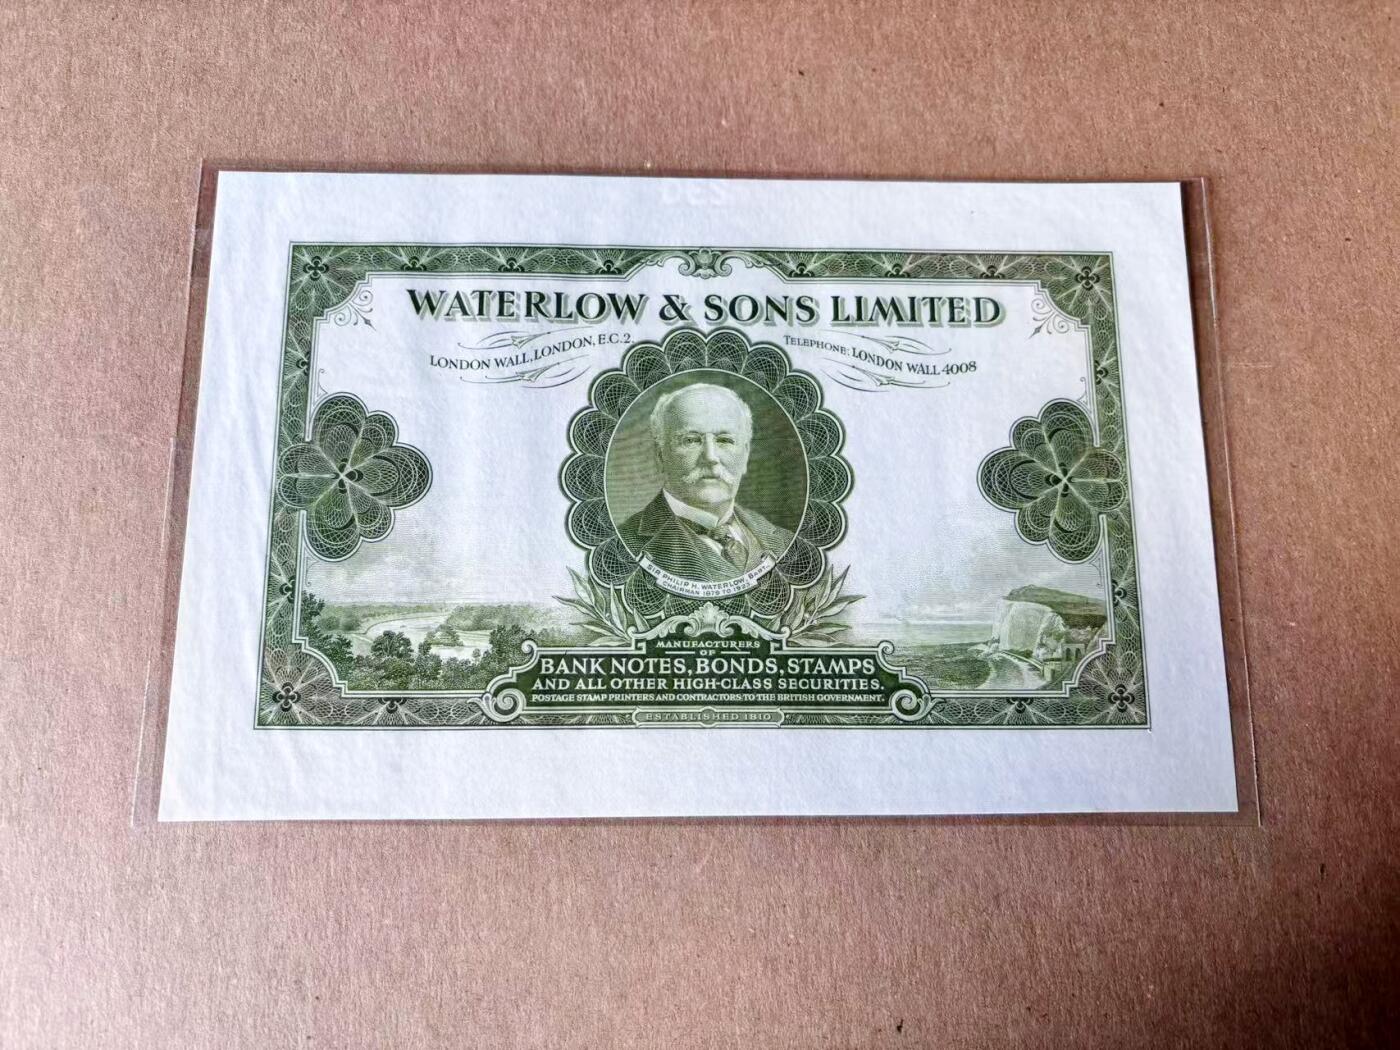 WATERLOW & SONS LIMITED
LONDON WALL, LONDON, E.C.2.
TELEPHONE: LONDON WALL 4008
SIR PHILIP H. WATERLOW, BART.
CHAIRMAN 1879 TO
MANUFACTURERS
OF
BANK NOTES, BONDS, STAMPS
AND ALL OTHER HIGH-CLASS SECURITIES.
POSTAGE STAMP PRINTERS AND CONTRACTORS TO THE BRITISH GOVERNMENT.
ESTABLISHED 1810